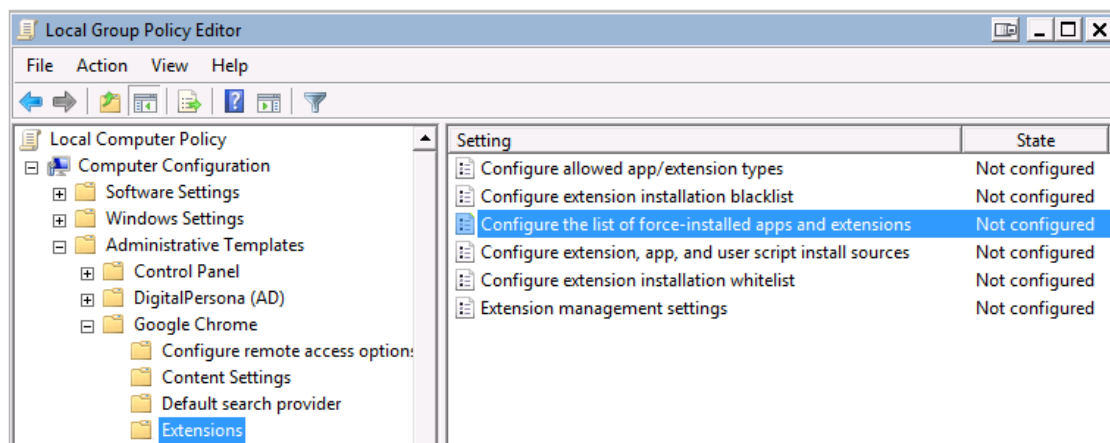 Local Group Policy Editor
File Action View Help
Local Computer Policy
Computer Configuration
Software Settings
Windows Settings
Administrative Templates
Control Panel
DigitalPersona (AD)
Google Chrome
Configure remote access option
Content Settings
Default search provider
Extensions
Setting State
Configure allowed app/extension types Not configured
Configure extension installation blacklist Not configured
Configure the list of force-installed apps and extensions Not configured
Configure extension, app, and user script install sources Not configured
Configure extension installation whitelist Not configured
Extension management settings Not configured